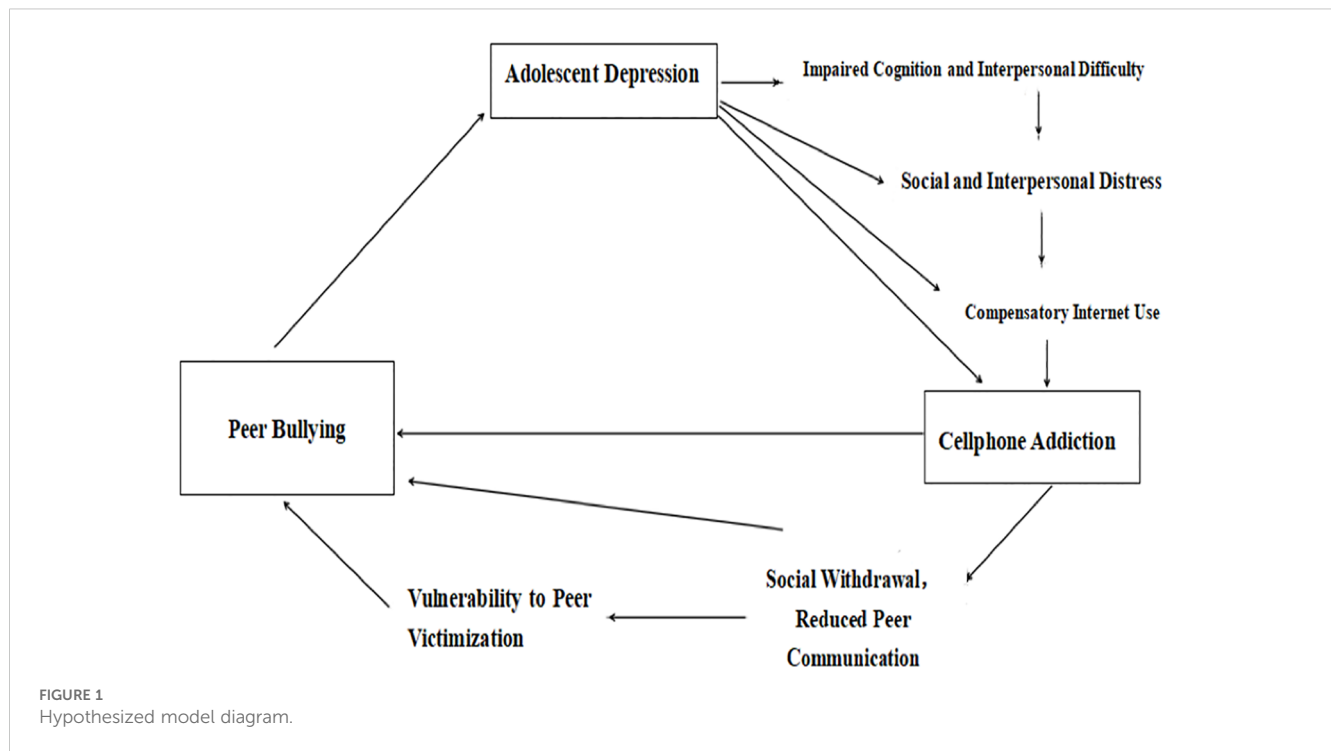 Adolescent Depression
Impaired Cognition and Interpersonal Difficulty
Social and Interpersonal Distress
Compensatory Internet Use
Peer Bullying
Cellphone Addiction
Social Withdrawal,
Reduced Peer
Communication
Vulnerability to Peer
Victimization
FIGURE 1
Hypothesized model diagram.